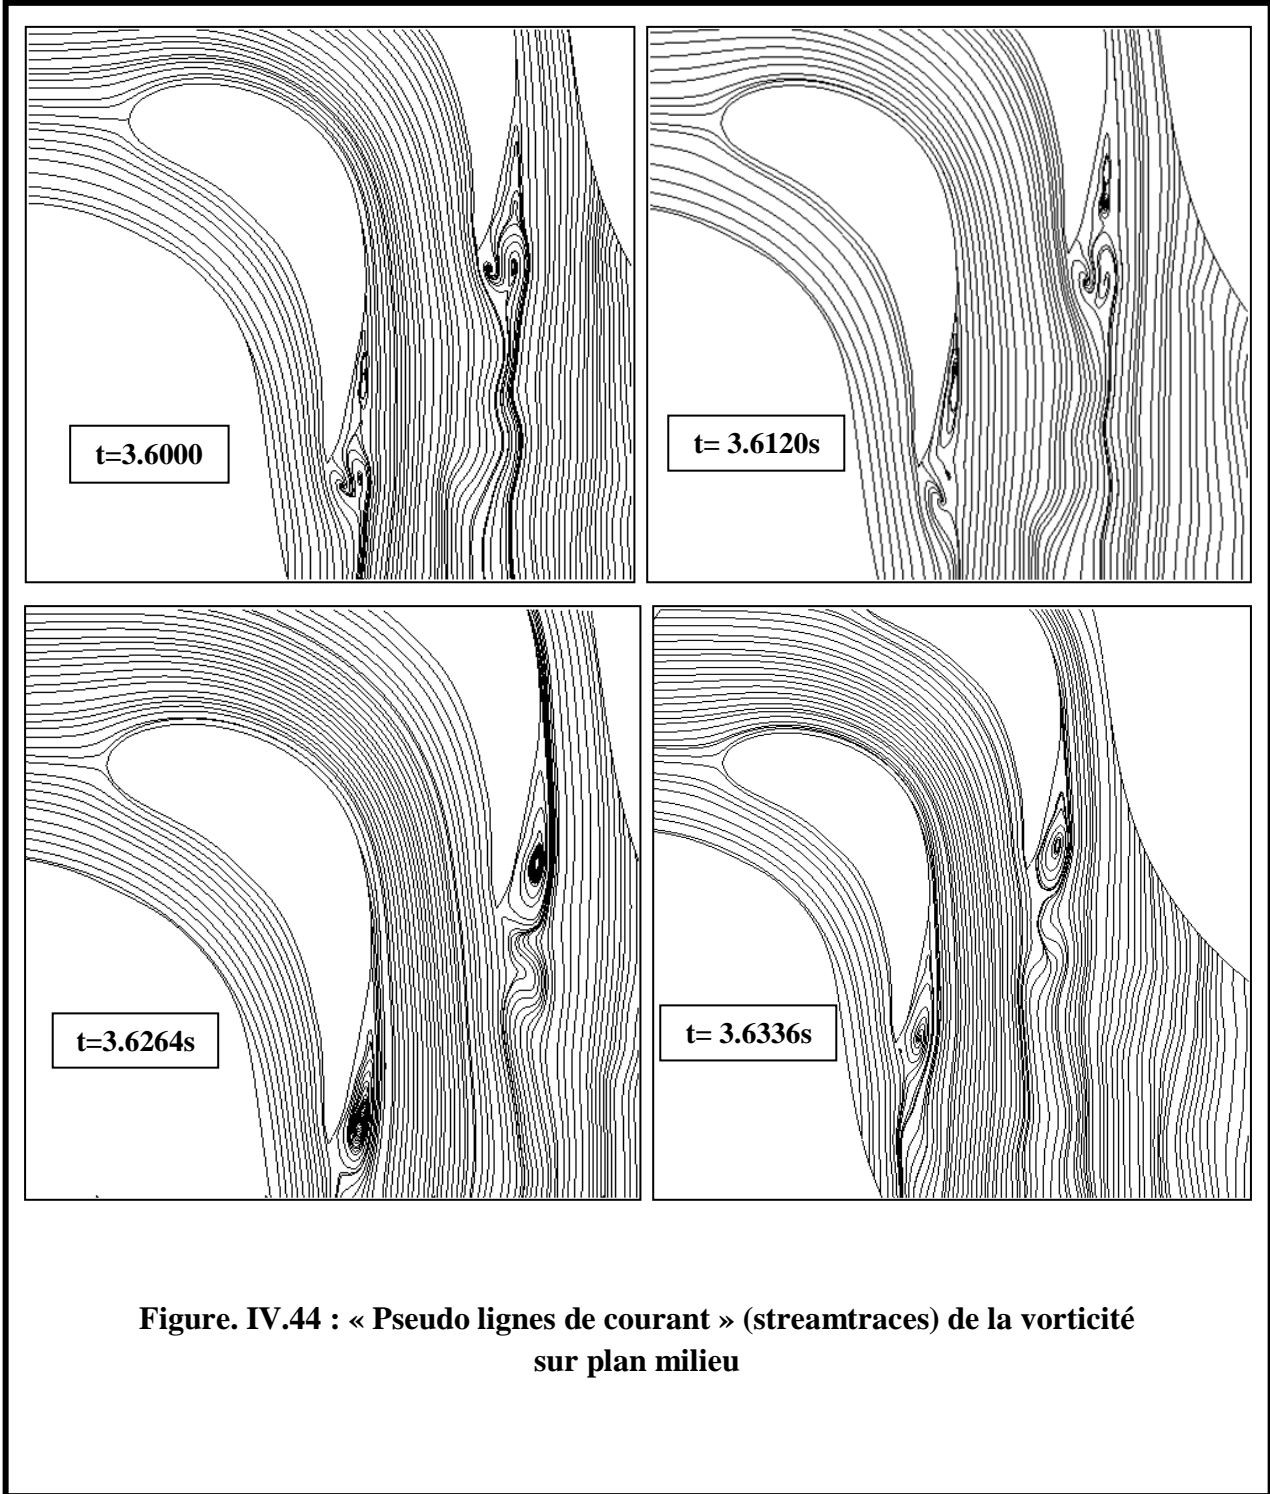 t=3.6000
t= 3.6120s
t=3.6264s
t= 3.6336s
Figure. IV.44 : « Pseudo lignes de courant » (streamtraces) de la vorticité
sur plan milieu